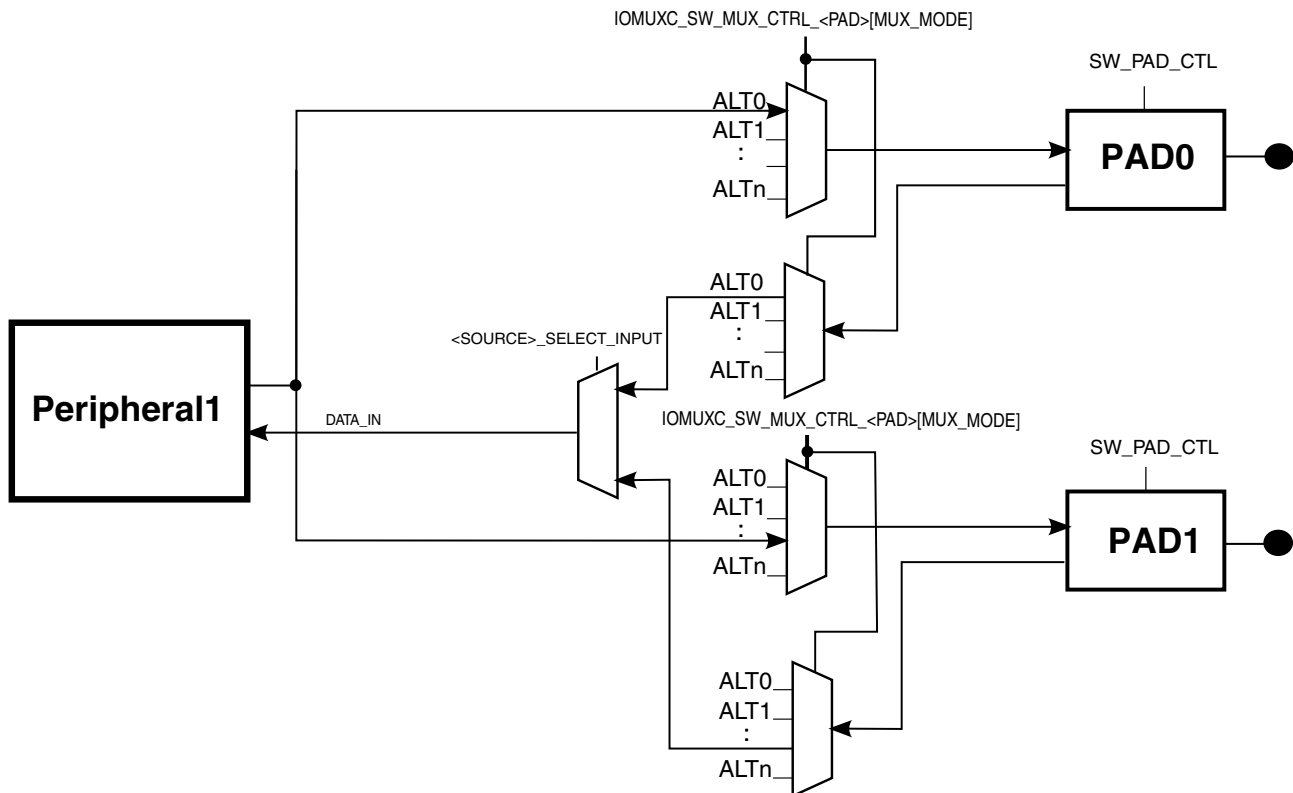 IOMUXC_SW_MUX_CTRL_<PAD>[MUX_MODE]
SW_PAD_CTL
ALT0
ALT1
:
ALTn
PAD0
ALT0
ALT1
:
ALTn
<SOURCE>_SELECT_INPUT
Peripheral1
DATA_IN
IOMUXC_SW_MUX_CTRL_<PAD>[MUX_MODE]
SW_PAD_CTL
ALT0
ALT1
:
ALTn
PAD1
ALT0
ALT1
:
ALTn